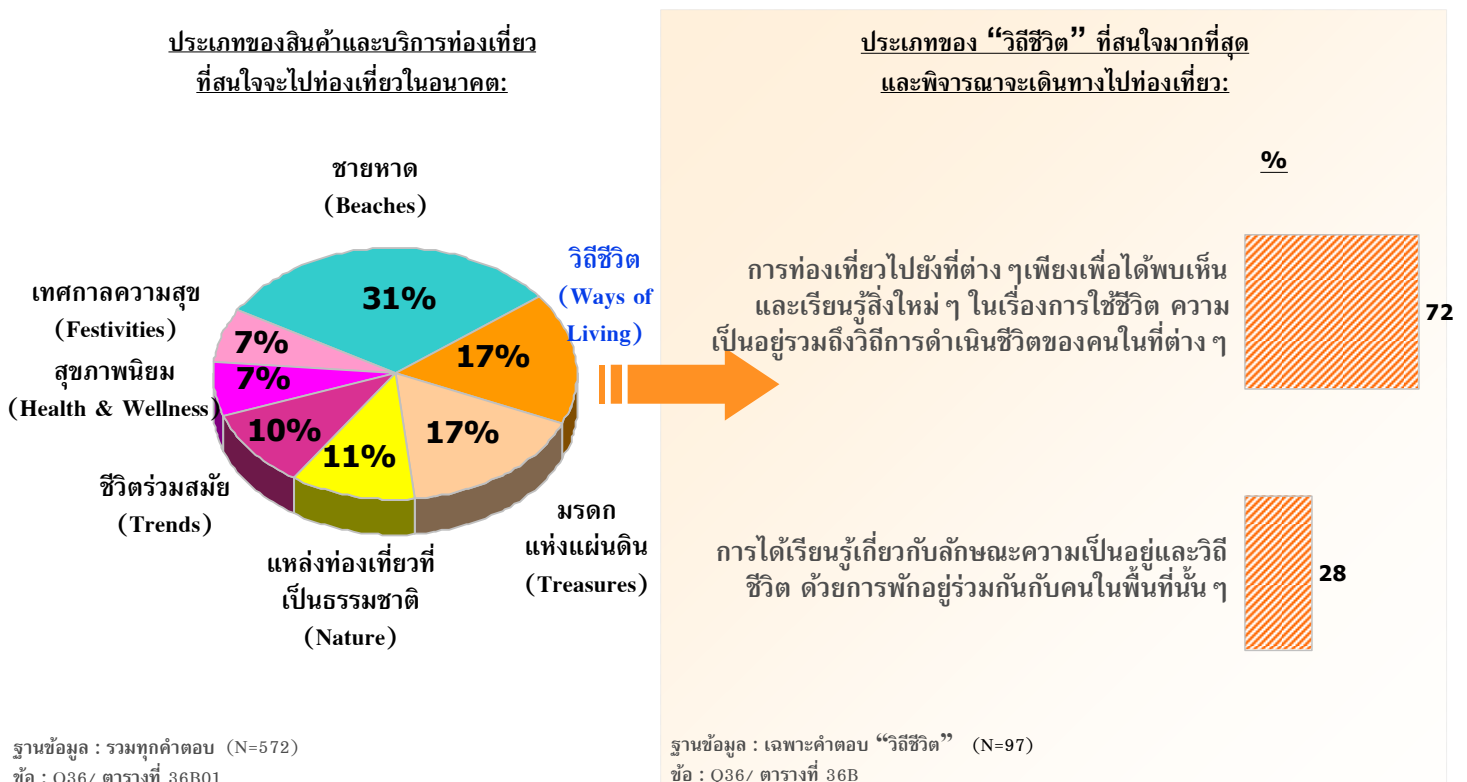 ประเภทของสินค้าและบริการท่องเที่ยว
ที่สนใจจะไปท่องเที่ยวในอนาคต:
ชายหาด
(Beaches)
วิถีชีวิต
(Ways of
Living)
เทศกาลความสุข
(Festivities)
สุขภาพนิยม
(Health & Wellness)
ชีวิตร่วมสมัย
(Trends)
แหล่งท่องเที่ยวที่
เป็นธรรมชาติ
(Nature)
มรดก
แห่งแผ่นดิน
(Treasures)
31%
17%
17%
11%
10%
7%
7%
ฐานข้อมูล : รวมทุกคำตอบ (N=572)
ข้อ : Q36/ ตารางที่ 36B01
ประเภทของ “วิถีชีวิต” ที่สนใจมากที่สุด
และพิจารณาจะเดินทางไปท่องเที่ยว:
%
การท่องเที่ยวไปยังที่ต่าง ๆเพียงเพื่อได้พบเห็น
และเรียนรู้สิ่งใหม่ ๆ ในเรื่องการใช้ชีวิต ความ
เป็นอยู่รวมถึงวิถีการดำเนินชีวิตของคนในที่ต่าง ๆ
72
การได้เรียนรู้เกี่ยวกับลักษณะความเป็นอยู่และวิถี
ชีวิต ด้วยการพักอยู่ร่วมกันกับคนในพื้นที่นั้น ๆ
28
ฐานข้อมูล : เฉพาะคำตอบ “วิถีชีวิต” (N=97)
ข้อ : Q36/ ตารางที่ 36B